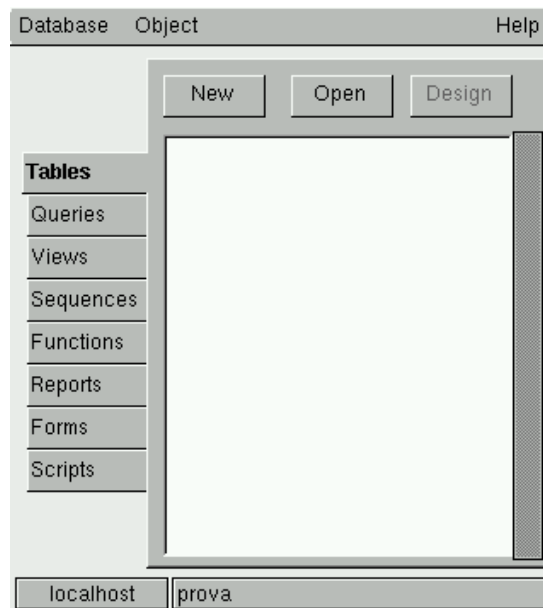 Database Object Help
New Open Design
Tables
Queries
Views
Sequences
Functions
Reports
Forms
Scripts
localhost prova